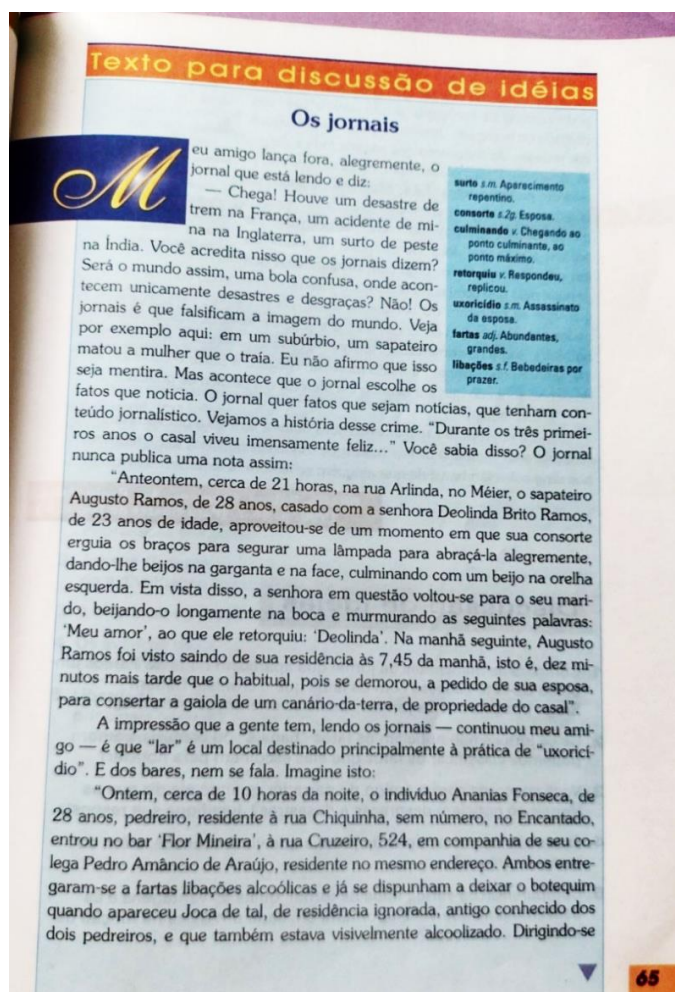 Texto para discussão de idéias
Os jornais
M
eu amigo lança fora, alegremente, o
jornal que está lendo e diz:
— Chega! Houve um desastre de
trem na França, um acidente de mi-
na na Inglaterra, um surto de peste
na Índia. Você acredita nisso que os jornais dizem?
Será o mundo assim, uma bola confusa, onde acon-
tecem unicamente desastres e desgraças? Não! Os
jornais é que falsificam a imagem do mundo. Veja
por exemplo aqui: em um subúrbio, um sapateiro
matou a mulher que o traía. Eu não afirmo que isso
seja mentira. Mas acontece que o jornal escolhe os
fatos que noticia. O jornal quer fatos que sejam notícias, que tenham con-
teúdo jornalístico. Vejamos a história desse crime. “Durante os três primei-
ros anos o casal viveu imensamente feliz...” Você sabia disso? O jornal
nunca publica uma nota assim:
surto s.m. Aparecimento
repentino.
consorte s.2g. Esposa.
culminando v. Chegando ao
ponto culminante, ao
ponto máximo.
retorquiu v. Respondeu,
replicou.
uxoricídio s.m. Assassinato
da esposa.
fartas adj. Abundantes,
grandes.
libações s.f. Bebedeiras por
prazer.
“Anteontem, cerca de 21 horas, na rua Arlinda, no Méier, o sapateiro
Augusto Ramos, de 28 anos, casado com a senhora Deolinda Brito Ramos,
de 23 anos de idade, aproveitou-se de um momento em que sua consorte
erguia os braços para segurar uma lâmpada para abraçá-la alegremente,
dando-lhe beijos na garganta e na face, culminando com um beijo na orelha
esquerda. Em vista disso, a senhora em questão voltou-se para o seu mari-
do, beijando-o longamente na boca e murmurando as seguintes palavras:
‘Meu amor’, ao que ele retorquiu: ‘Deolinda’. Na manhã seguinte, Augusto
Ramos foi visto saindo de sua residência às 7,45 da manhã, isto é, dez mi-
nutos mais tarde que o habitual, pois se demorou, a pedido de sua esposa,
para consertar a gaiola de um canário-da-terra, de propriedade do casal”.
A impressão que a gente tem, lendo os jornais — continuou meu ami-
go — é que “lar” é um local destinado principalmente à prática de “uxoricí-
dio”. E dos bares, nem se fala. Imagine isto:
“Ontem, cerca de 10 horas da noite, o indivíduo Ananias Fonseca, de
28 anos, pedreiro, residente à rua Chiquinha, sem número, no Encantado,
entrou no bar ‘Flor Mineira’, à rua Cruzeiro, 524, em companhia de seu co-
lega Pedro Amâncio de Araújo, residente no mesmo endereço. Ambos entre-
garam-se a fartas libações alcoólicas e já se dispunham a deixar o botequim
quando apareceu Joca de tal, de residência ignorada, antigo conhecido dos
dois pedreiros, e que também estava visivelmente alcoolizado. Dirigindo-se
65